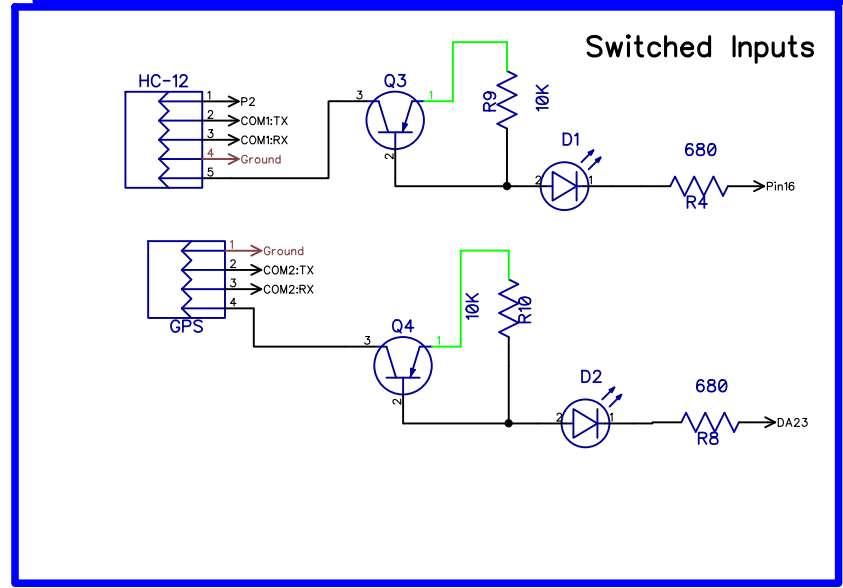 Switched Inputs
HC-12
1 P2
2 COM1:TX
3 COM1:RX
4 Ground
5
Q3
3
1
2
R9
10K
D1
2
1
680
R4
Pin16
1 Ground
2 COM2:TX
3 COM2:RX
4
GPS
Q4
3
1
2
10K
R10
D2
2
1
680
R8
DA23